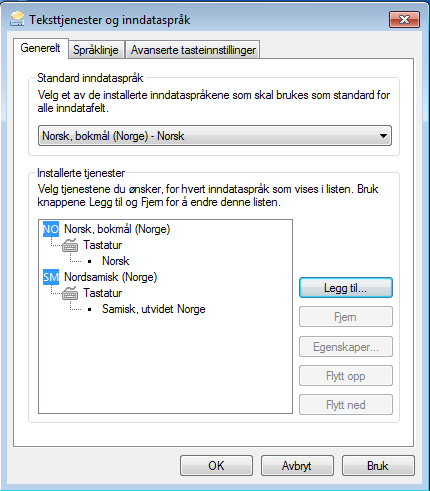 Teksttjenester og inndataspråk
Generelt Språklinje Avanserte tasteinnstillinger
Standard inndataspråk
Velg et av de installerte inndataspråkene som skal brukes som standard for
alle inndatafelt.
Norsk, bokmål (Norge) - Norsk
Installerte tjenester
Velg tjenestene du ønsker, for hvert inndataspråk som vises i listen. Bruk
knappene Legg til og Fjern for å endre denne listen.
NO Norsk, bokmål (Norge)
Tastatur
Norsk
SM Nordsamisk (Norge)
Tastatur
Samisk, utvidet Norge
Legg til...
Fjern
Egenskaper...
Flytt opp
Flytt ned
OK Avbryt Bruk